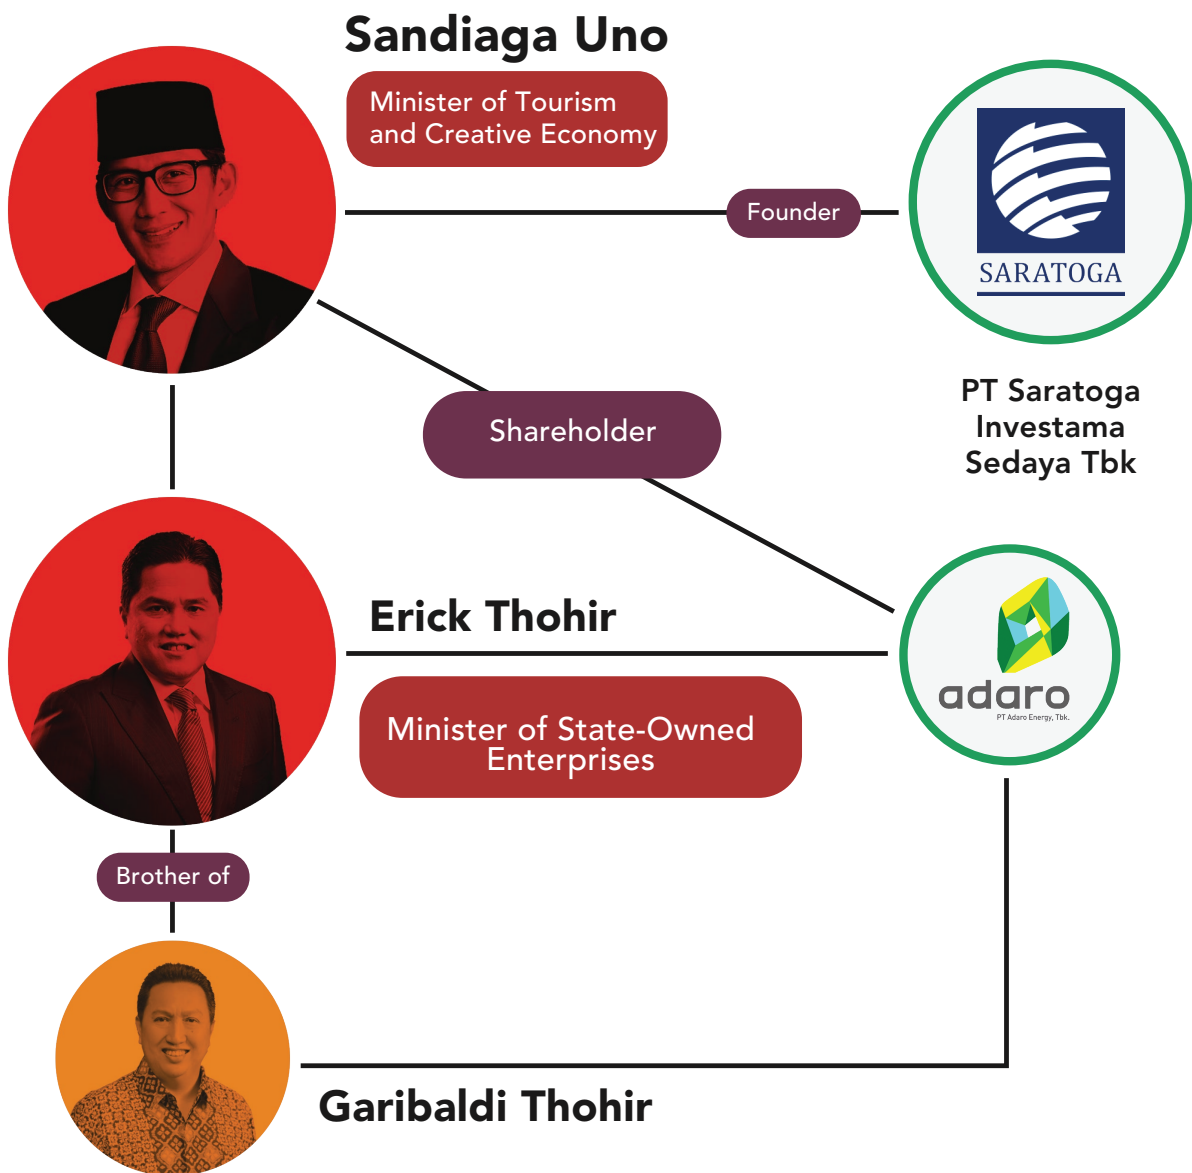 Sandiaga Uno
Minister of Tourism
and Creative Economy
Founder
SARATOGA
PT Saratoga
Investama
Sedaya Tbk
Shareholder
Erick Thohir
Minister of State-Owned
Enterprises
adaro
PT Adaro Energy, Tbk.
Brother of
Garibaldi Thohir